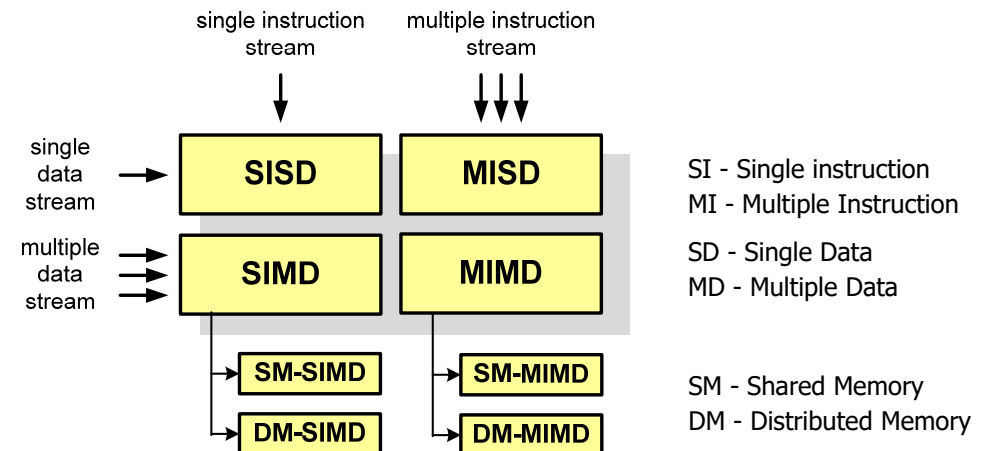 single instruction
stream
multiple instruction
stream
single
data
stream
SISD
MISD
SI - Single instruction
MI - Multiple Instruction
multiple
data
stream
SIMD
MIMD
SD - Single Data
MD - Multiple Data
SM-SIMD
SM-MIMD
DM-SIMD
DM-MIMD
SM - Shared Memory
DM - Distributed Memory